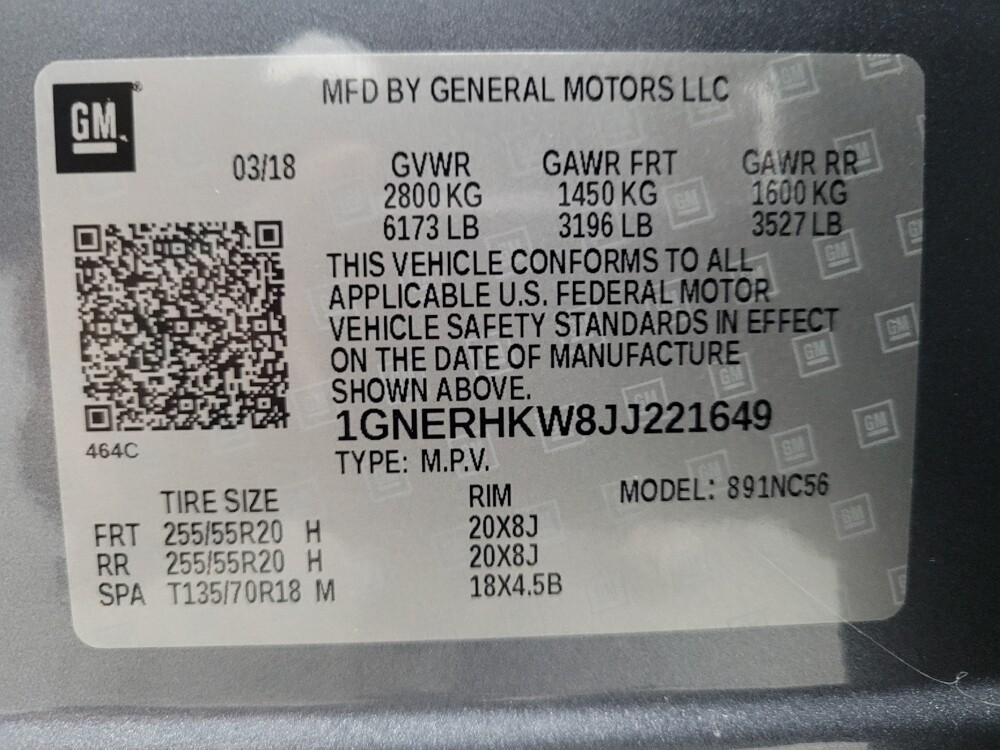 GM
MFD BY GENERAL MOTORS LLC
03/18 GVWR GAWR FRT GAWR RR
2800 KG 1450 KG 1600 KG
6173 LB 3196 LB 3527 LB
THIS VEHICLE CONFORMS TO ALL
APPLICABLE U.S. FEDERAL MOTOR
VEHICLE SAFETY STANDARDS IN EFFECT
ON THE DATE OF MANUFACTURE
SHOWN ABOVE.
1GNERHKW8JJ221649
464C
TYPE: M.P.V.
TIRE SIZE RIM MODEL: 891NC56
FRT 255/55R20 H 20X8J
RR 255/55R20 H 20X8J
SPA T135/70R18 M 18X4.5B